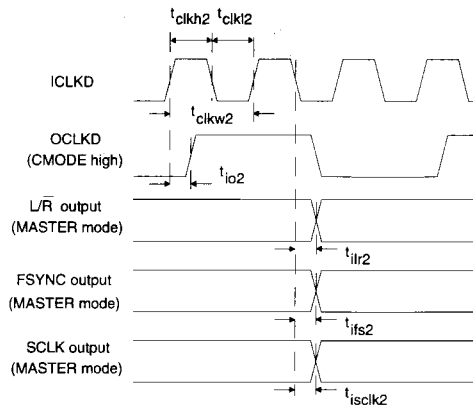 tclkh2 tclkl2
ICLKD
tclkw2
OCLKD
(CMODE high)
tio2
L/R̅ output
(MASTER mode)
tilr2
FSYNC output
(MASTER mode)
tifs2
SCLK output
(MASTER mode)
tisclk2